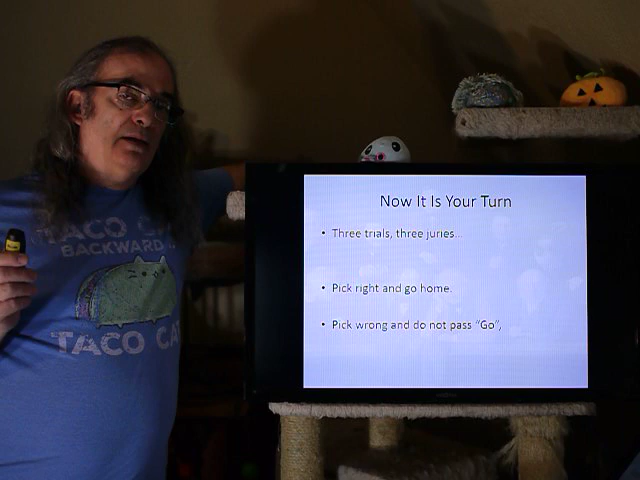 TACO CAT
BACKWARD
TACO CAT
Now It Is Your Turn
• Three trials, three juries...
• Pick right and go home.
• Pick wrong and do not pass "Go",